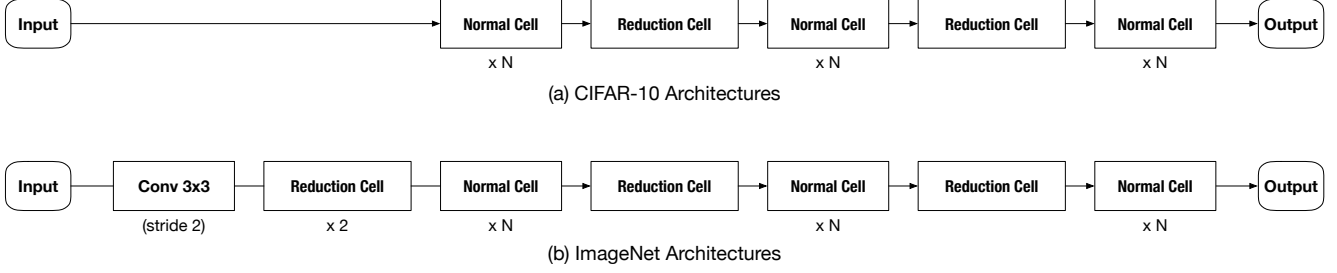 Input Normal Cell Reduction Cell Normal Cell Reduction Cell Normal Cell Output
x N x N x N
(a) CIFAR-10 Architectures
Input Conv 3x3 Reduction Cell Normal Cell Reduction Cell Normal Cell Reduction Cell Normal Cell Output
(stride 2) x 2 x N x N x N
(b) ImageNet Architectures